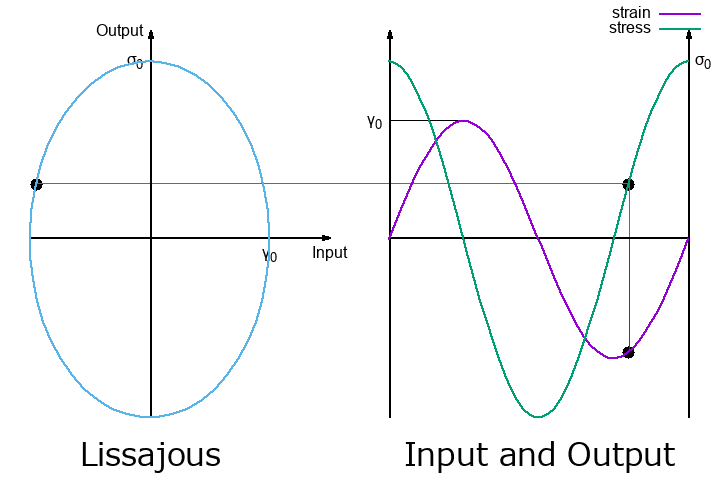 Output
σ0
γ0
Input
Lissajous
strain
stress
σ0
γ0
Input and Output